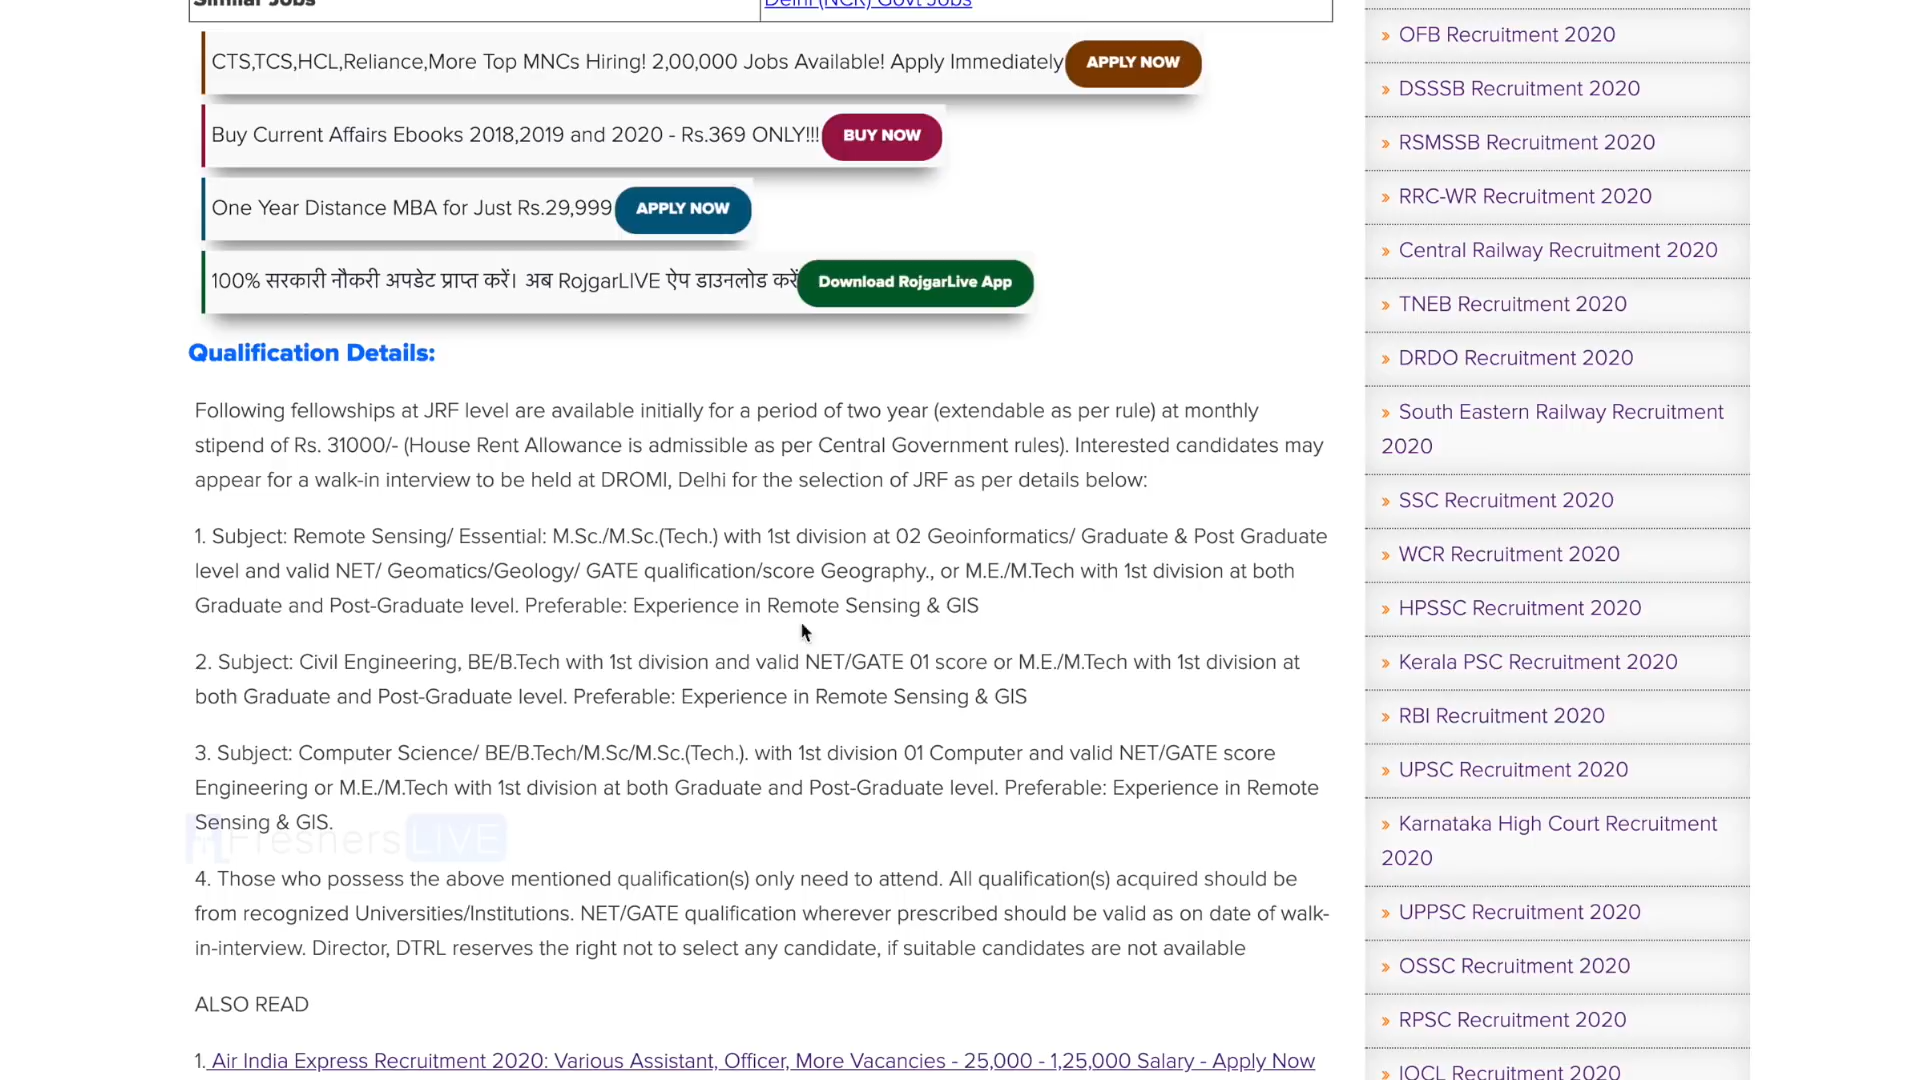 Similar Jobs
Delhi (NCR) Govt Jobs
CTS,TCS,HCL,Reliance,More Top MNCs Hiring! 2,00,000 Jobs Available! Apply Immediately APPLY NOW
Buy Current Affairs Ebooks 2018,2019 and 2020 - Rs.369 ONLY!!! BUY NOW
One Year Distance MBA for Just Rs.29,999 APPLY NOW
100% सरकारी नौकरी अपडेट प्राप्त करें। अब RojgarLIVE ऐप डाउनलोड करें Download RojgarLive App
Qualification Details:
Following fellowships at JRF level are available initially for a period of two year (extendable as per rule) at monthly
stipend of Rs. 31000/- (House Rent Allowance is admissible as per Central Government rules). Interested candidates may
appear for a walk-in interview to be held at DROMI, Delhi for the selection of JRF as per details below:
1. Subject: Remote Sensing/ Essential: M.Sc./M.Sc.(Tech.) with 1st division at 02 Geoinformatics/ Graduate & Post Graduate
level and valid NET/ Geomatics/Geology/ GATE qualification/score Geography., or M.E./M.Tech with 1st division at both
Graduate and Post-Graduate level. Preferable: Experience in Remote Sensing & GIS
2. Subject: Civil Engineering, BE/B.Tech with 1st division and valid NET/GATE 01 score or M.E./M.Tech with 1st division at
both Graduate and Post-Graduate level. Preferable: Experience in Remote Sensing & GIS
3. Subject: Computer Science/ BE/B.Tech/M.Sc/M.Sc.(Tech.). with 1st division 01 Computer and valid NET/GATE score
Engineering or M.E./M.Tech with 1st division at both Graduate and Post-Graduate level. Preferable: Experience in Remote
Sensing & GIS.
Freshers LIVE
4. Those who possess the above mentioned qualification(s) only need to attend. All qualification(s) acquired should be
from recognized Universities/Institutions. NET/GATE qualification wherever prescribed should be valid as on date of walk-
in-interview. Director, DTRL reserves the right not to select any candidate, if suitable candidates are not available
ALSO READ
1. Air India Express Recruitment 2020: Various Assistant, Officer, More Vacancies - 25,000 - 1,25,000 Salary - Apply Now
» OFB Recruitment 2020
» DSSSB Recruitment 2020
» RSMSSB Recruitment 2020
» RRC-WR Recruitment 2020
» Central Railway Recruitment 2020
» TNEB Recruitment 2020
» DRDO Recruitment 2020
» South Eastern Railway Recruitment
2020
» SSC Recruitment 2020
» WCR Recruitment 2020
» HPSSC Recruitment 2020
» Kerala PSC Recruitment 2020
» RBI Recruitment 2020
» UPSC Recruitment 2020
» Karnataka High Court Recruitment
2020
» UPPSC Recruitment 2020
» OSSC Recruitment 2020
» RPSC Recruitment 2020
» IOCL Recruitment 2020